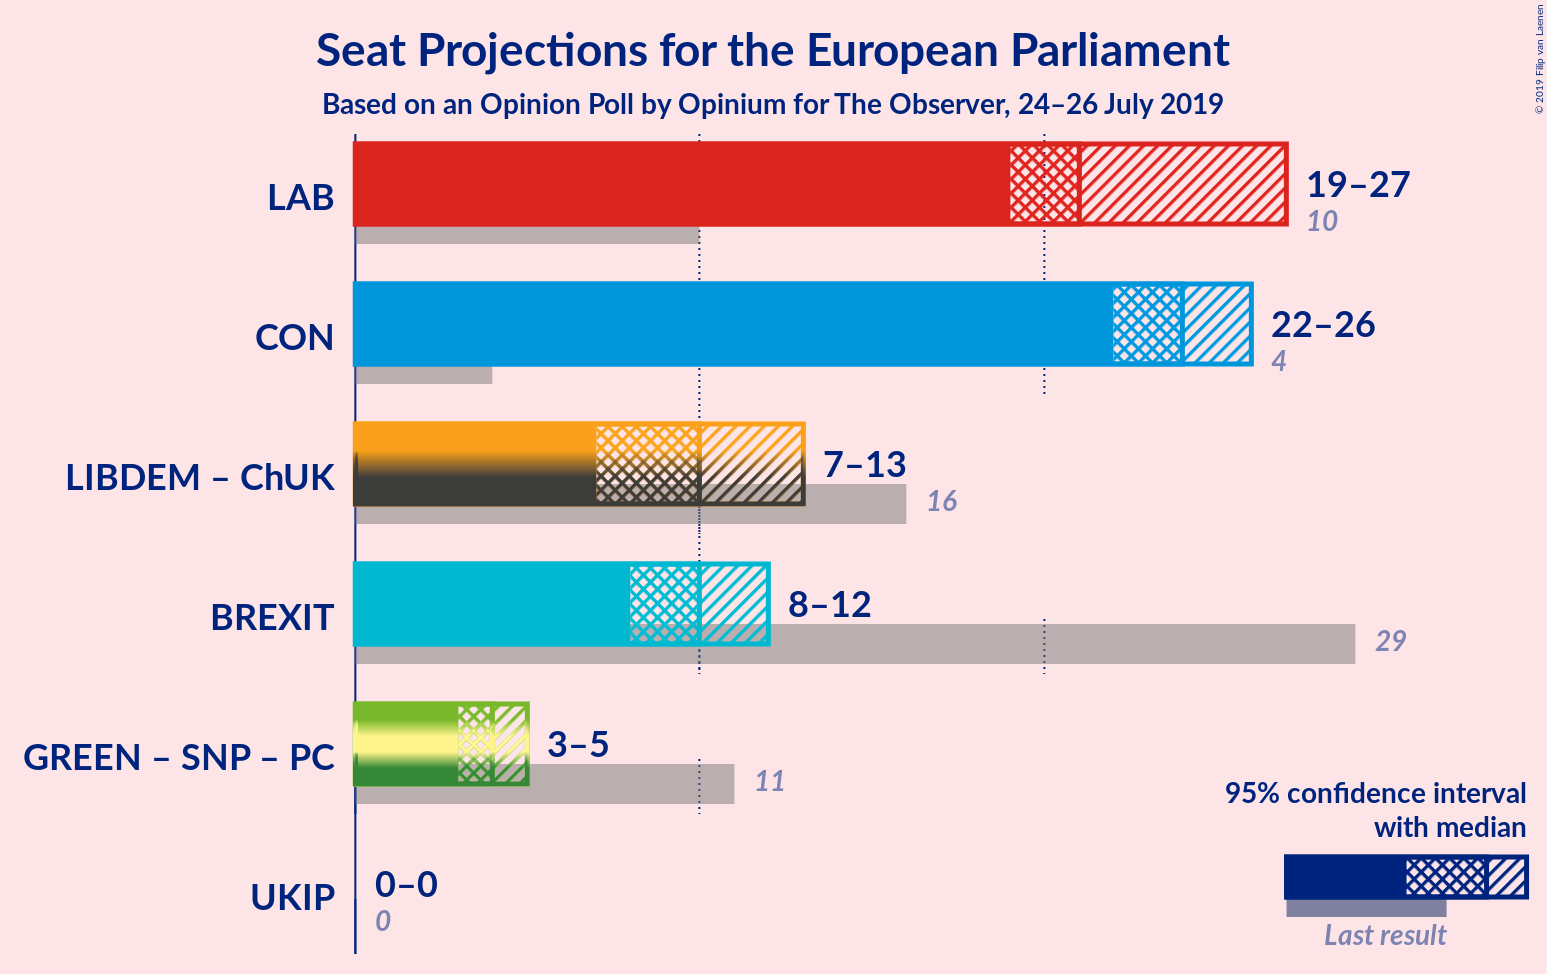 Seat Projections for the European Parliament
Based on an Opinion Poll by Opinium for The Observer, 24–26 July 2019
© 2019 Filip van Laenen
LAB
19–27
10
CON
22–26
4
LIBDEM – ChUK
7–13
16
BREXIT
8–12
29
GREEN – SNP – PC
3–5
11
UKIP
0–0
0
95% confidence interval
with median
Last result